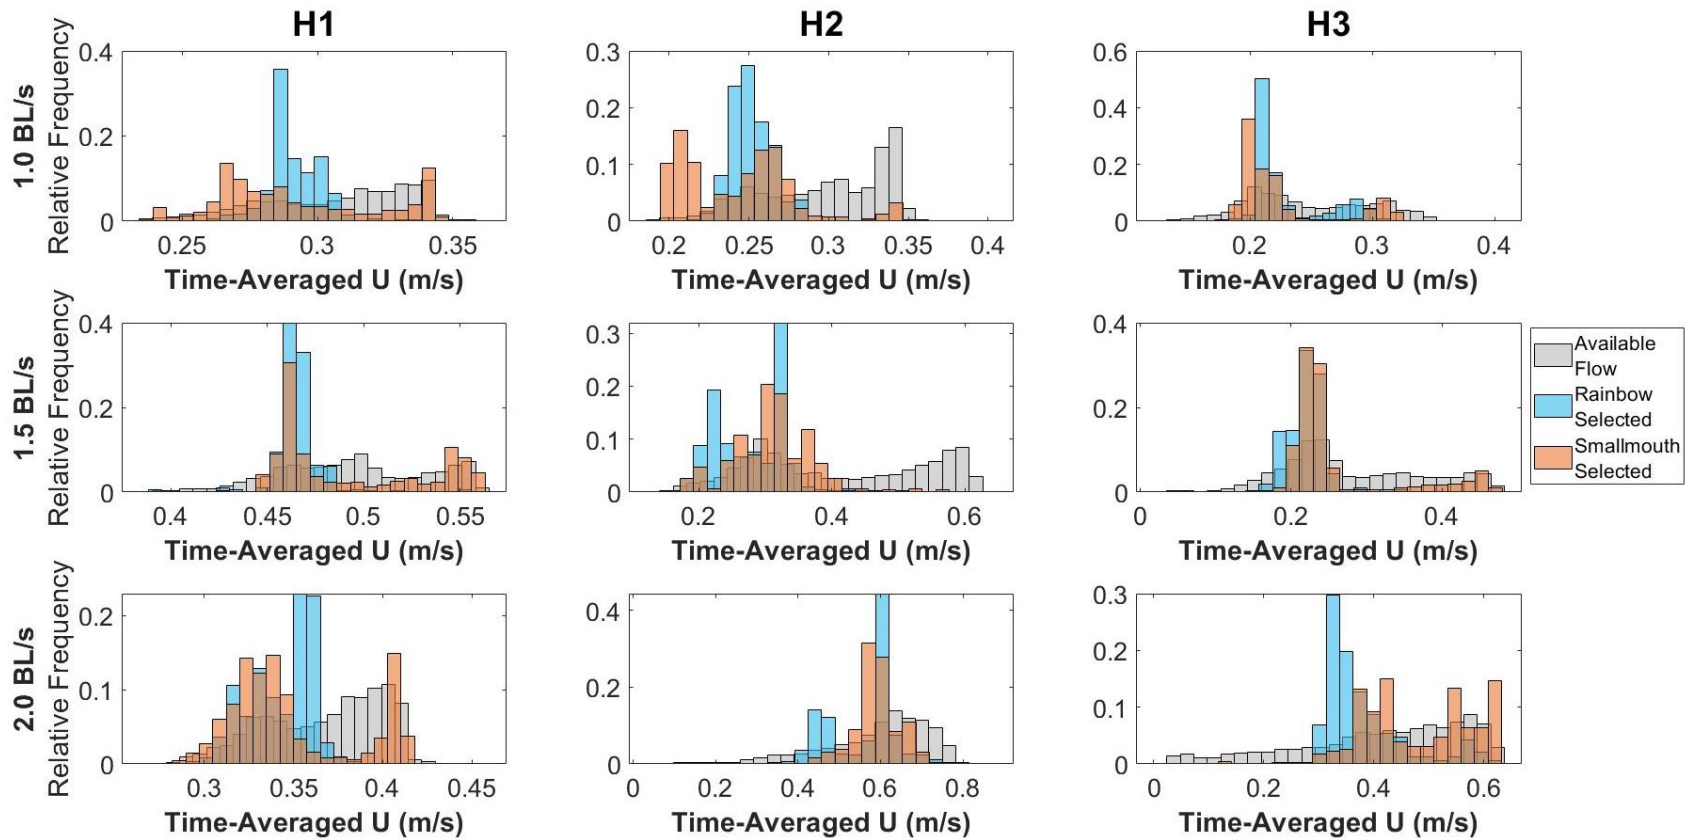 H1 H2 H3
1.0 BL/s
Relative Frequency
0.4
0.2
0
0.25 0.3 0.35
Time-Averaged U (m/s)
0.3
0.2
0.1
0
0.2 0.25 0.3 0.35 0.4
Time-Averaged U (m/s)
0.6
0.4
0.2
0
0.2 0.3 0.4
Time-Averaged U (m/s)
1.5 BL/s
Relative Frequency
0.4
0.2
0
0.4 0.45 0.5 0.55
Time-Averaged U (m/s)
0.3
0.2
0.1
0
0.2 0.4 0.6
Time-Averaged U (m/s)
0.4
0.2
0
0 0.2 0.4
Time-Averaged U (m/s)
Available
Flow
Rainbow
Selected
Smallmouth
Selected
2.0 BL/s
Relative Frequency
0.2
0.1
0
0.3 0.35 0.4 0.45
Time-Averaged U (m/s)
0.4
0.2
0
0 0.2 0.4 0.6 0.8
Time-Averaged U (m/s)
0.3
0.2
0.1
0
0 0.2 0.4 0.6
Time-Averaged U (m/s)